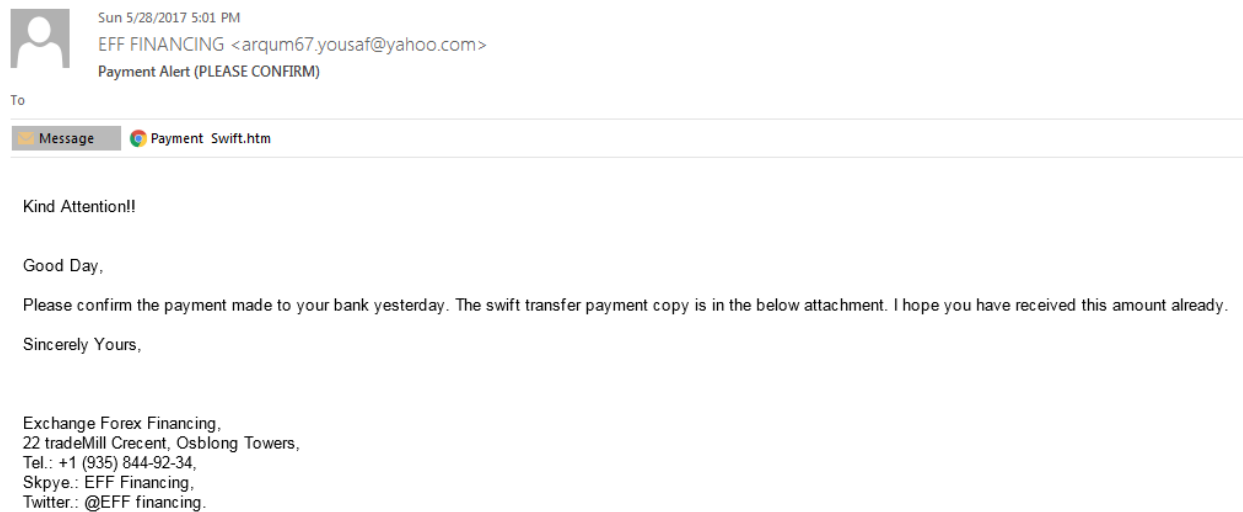 Sun 5/28/2017 5:01 PM
EFF FINANCING <arqum67.yousaf@yahoo.com>
Payment Alert (PLEASE CONFIRM)
To
Message Payment Swift.htm
Kind Attention!!
Good Day,
Please confirm the payment made to your bank yesterday. The swift transfer payment copy is in the below attachment. I hope you have received this amount already.
Sincerely Yours,
Exchange Forex Financing,
22 tradeMill Crecent, Osblong Towers,
Tel.: +1 (935) 844-92-34,
Skpye.: EFF Financing,
Twitter.: @EFF financing.